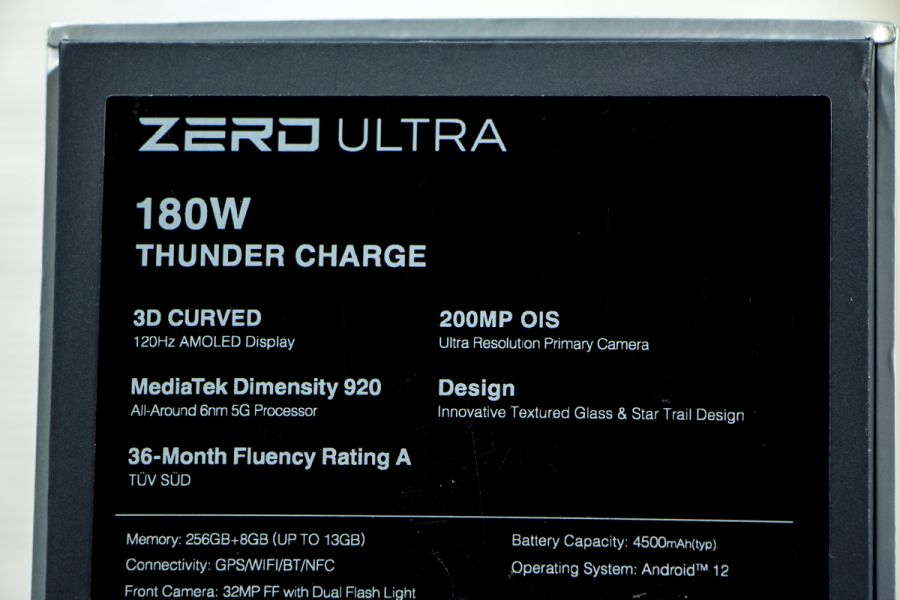 ZERO ULTRA
180W
THUNDER CHARGE
3D CURVED
120Hz AMOLED Display
200MP OIS
Ultra Resolution Primary Camera
MediaTek Dimensity 920
All-Around 6nm 5G Processor
Design
Innovative Textured Glass & Star Trail Design
36-Month Fluency Rating A
TÜV SÜD
Memory: 256GB+8GB (UP TO 13GB)
Connectivity: GPS/WIFI/BT/NFC
Front Camera: 32MP FF with Dual Flash Light
Battery Capacity: 4500mAh(typ)
Operating System: Android™ 12